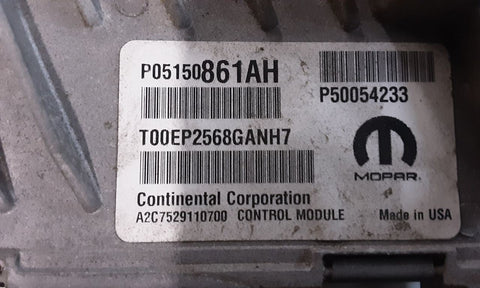 P05150861AH
P50054233
T00EP2568GANH7
MOPAR
Continental Corporation
A2C7529110700 CONTROL MODULE Made in USA